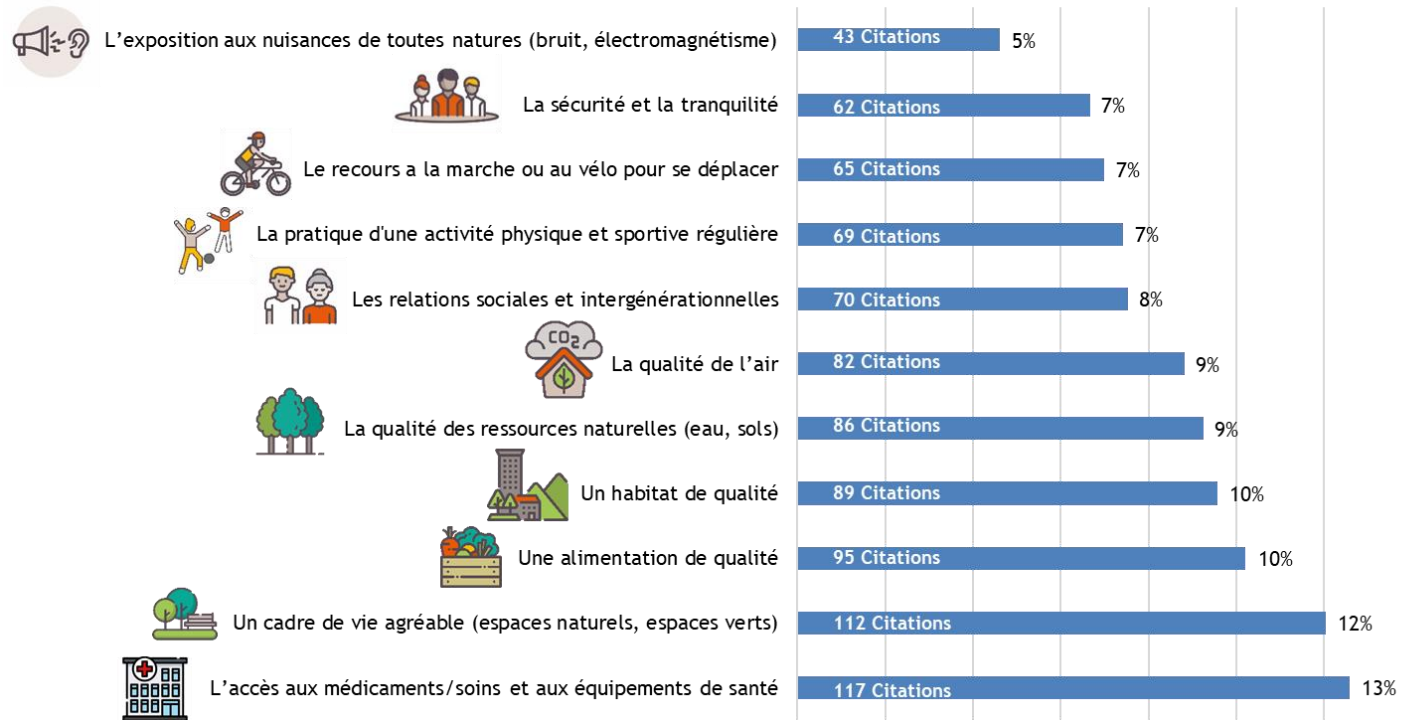 L’exposition aux nuisances de toutes natures (bruit, électromagnétisme) 43 Citations 5%
La sécurité et la tranquilité 62 Citations 7%
Le recours a la marche ou au vélo pour se déplacer 65 Citations 7%
La pratique d'une activité physique et sportive régulière 69 Citations 7%
Les relations sociales et intergénérationnelles 70 Citations 8%
CO2
La qualité de l’air 82 Citations 9%
La qualité des ressources naturelles (eau, sols) 86 Citations 9%
Un habitat de qualité 89 Citations 10%
Une alimentation de qualité 95 Citations 10%
Un cadre de vie agréable (espaces naturels, espaces verts) 112 Citations 12%
L’accès aux médicaments/soins et aux équipements de santé 117 Citations 13%